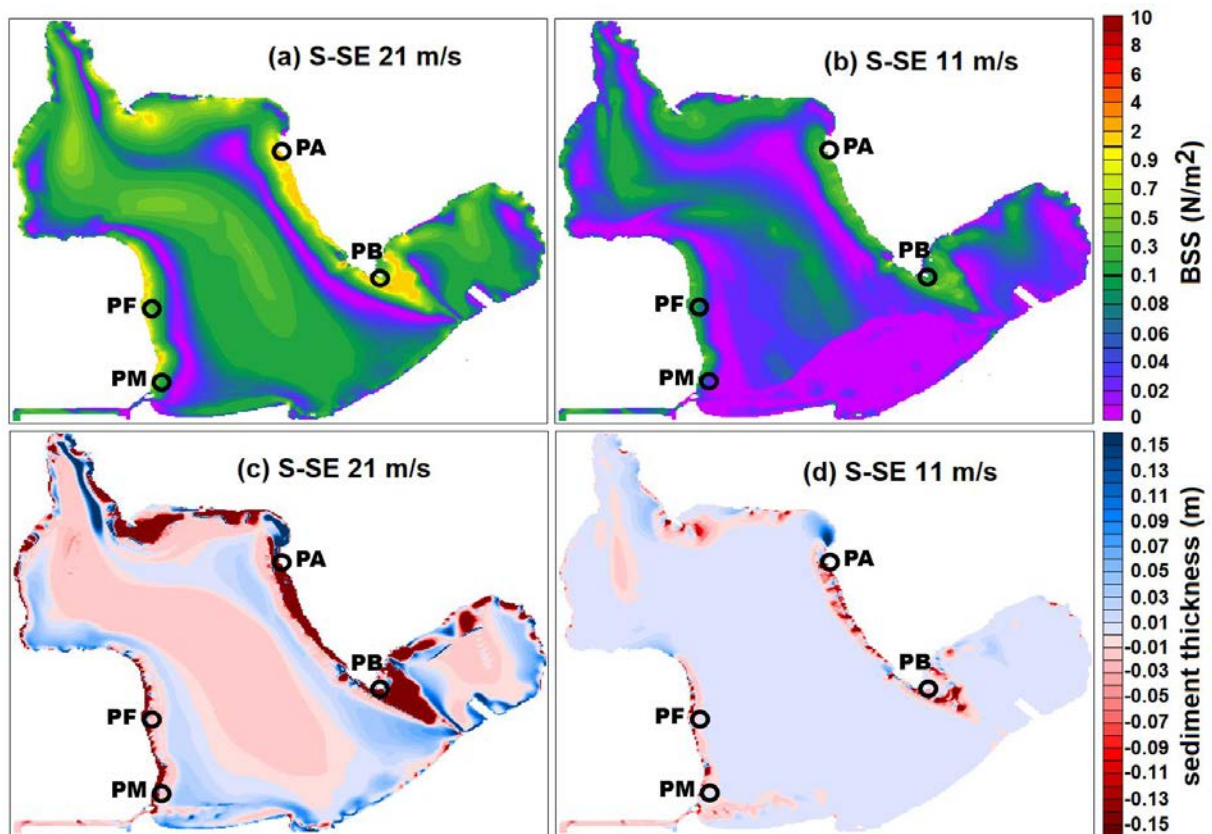 (a) S-SE 21 m/s
(b) S-SE 11 m/s
PA
PB
PF
PM
PA
PB
PF
PM
10
8
6
4
2
0.9
0.7
0.5
0.3
0.1
0.08
0.06
0.04
0.02
0
BSS (N/m²)
(c) S-SE 21 m/s
(d) S-SE 11 m/s
PA
PB
PF
PM
PA
PB
PF
PM
0.15
0.13
0.11
0.09
0.07
0.05
0.03
0.01
-0.01
-0.03
-0.05
-0.07
-0.09
-0.11
-0.13
-0.15
sediment thickness (m)